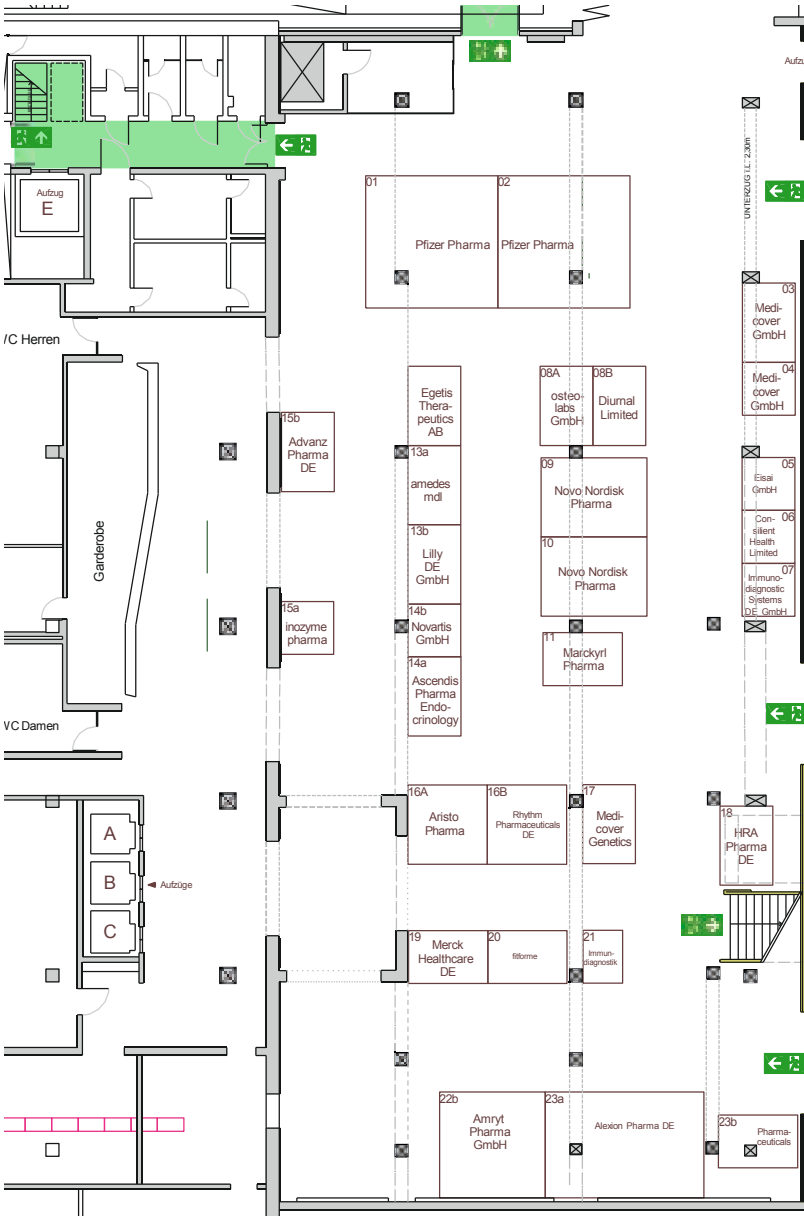 Aufzu
UNTERZUG i.L. 2,30m
Aufzug
E
01
Pfizer Pharma
02
Pfizer Pharma
03
Medi-
cover
GmbH
04
Medi-
cover
GmbH
/C Herren
Egetis
Thera-
peutics
AB
08A
osteo-
labs
GmbH
08B
Diurnal
Limited
15b
Advanz
Pharma
DE
13a
amedes
mdl
09
Novo Nordisk
Pharma
05
Eisai
GmbH
06
Con-
silient
Health
Limited
07
Immuno-
diagnostic
Systems
DE GmbH
Garderobe
13b
Lilly
DE
GmbH
10
Novo Nordisk
Pharma
15a
inozyme
pharma
14b
Novartis
GmbH
11
Marckyrl
Pharma
14a
Ascendis
Pharma
Endo-
crinology
VC Damen
16A
Aristo
Pharma
16B
Rhythm
Pharmaceuticals
DE
17
Medi-
cover
Genetics
18
HRA
Pharma
DE
A
B
C
Aufzüge
19
Merck
Healthcare
DE
20
fitforme
21
Immun-
diagnostik
22b
Amryt
Pharma
GmbH
23a
Alexion Pharma DE
23b
Pharma-
ceuticals